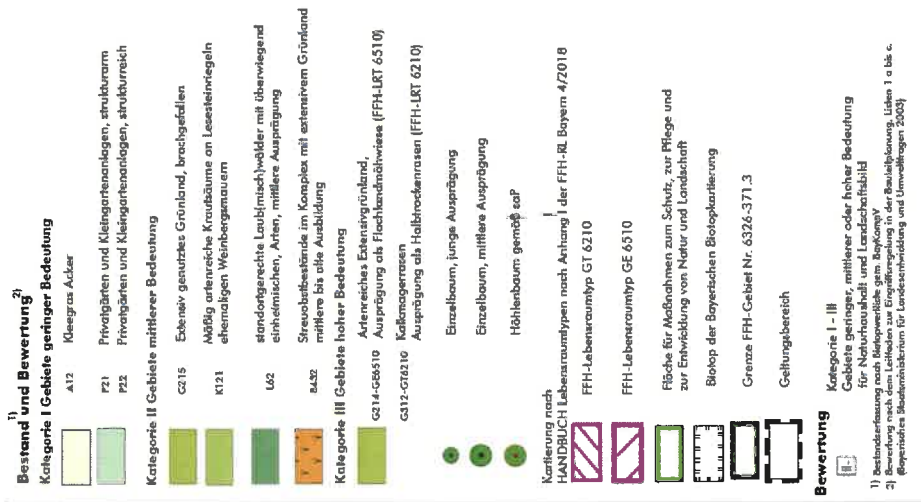 Bestand und Bewertung 1) 2)
Kategorie I Gebiete geringer Bedeutung
A12 Kleegras Acker
P21 Privatgärten und Kleingartenanlagen, strukturarm
P22 Privatgärten und Kleingartenanlagen, strukturreich
Kategorie II Gebiete mittlerer Bedeutung
G215 Extensiv genutztes Grünland, brachgefallen
K121 Mäßig artenreiche Krautsäume an Lesesteinriegeln
ehemaligen Weinbergsmauern
L62 standortgerechte Laub(misch)wälder mit überwiegend
einheimischen, Arten, mittlere Ausprägung
B432 Streuobstbestände im Komplex mit extensivem Grünland
mittlere bis alte Ausbildung
Kategorie III Gebiete hoher Bedeutung
G214-GE6510 Artenreiches Extensivgrünland,
Ausprägung als Flachlandmähwiese (FFH-LRT 6510)
G312-GT6210 Kalkmagerrasen
Ausprägung als Halbtrockenrasen (FFH-LRT 6210)
Einzelbaum, junge Ausprägung
Einzelbaum, mittlere Ausprägung
Höhlenbaum gemäß saP
Kartierung nach
HANDBUCH Lebensraumtypen nach Anhang I der FFH-RL Bayern 4/2018
FFH-Lebensraumtyp GT 6210
FFH-Lebensraumtyp GE 6510
Fläche für Maßnahmen zum Schutz, zur Pflege und
zur Entwicklung von Natur und Landschaft
Biotop der Bayerischen Biotopkartierung
Grenze FFH-Gebiet Nr. 6326-371.3
Geltungsbereich
Bewertung
Kategorie I - III
Gebiete geringer, mittlerer oder hoher Bedeutung
für Naturhaushalt und Landschaftsbild
1) Bestandserfassung nach Biotopwertliste gem. BayKompV
2) Bewertung nach dem Leitfaden zur Eingriffsregelung in der Bauleitplanung, Listen 1 a bis c.
(Bayerisches Staatsministerium für Landesentwicklung und Umweltfragen 2003)